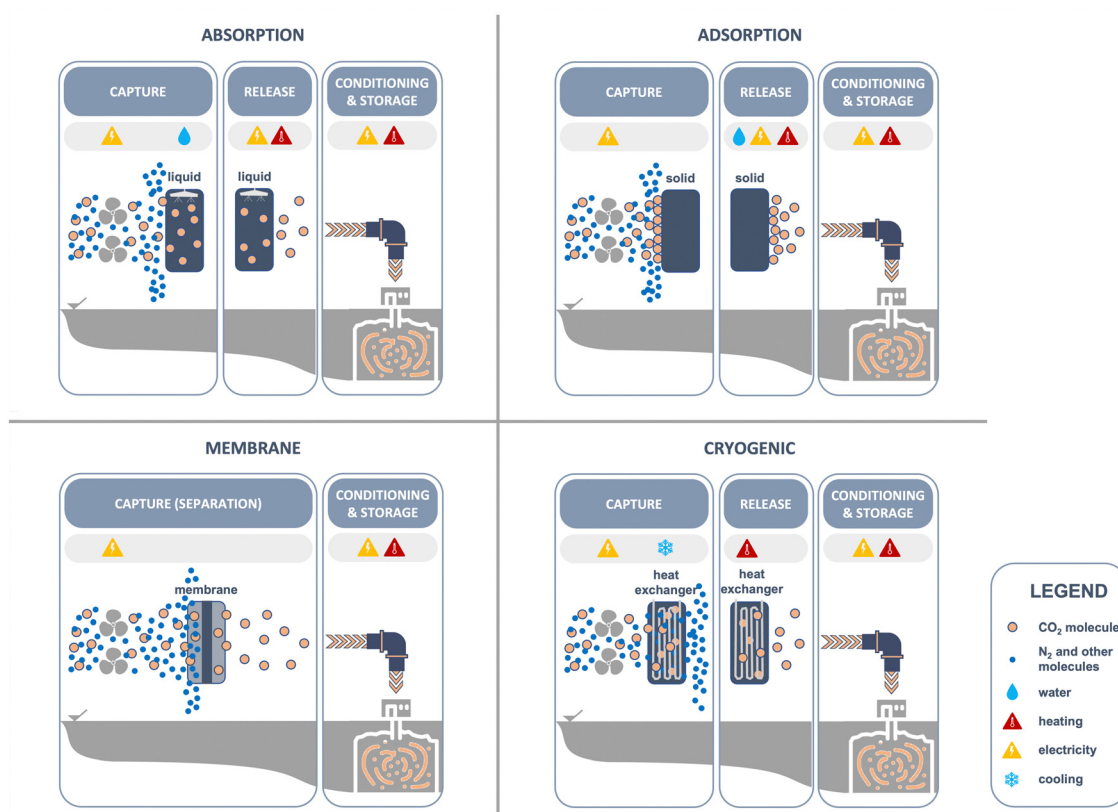 ABSORPTION
CAPTURE
RELEASE
CONDITIONING
& STORAGE
liquid
liquid
ADSORPTION
CAPTURE
RELEASE
CONDITIONING
& STORAGE
solid
solid
MEMBRANE
CAPTURE (SEPARATION)
CONDITIONING
& STORAGE
membrane
CRYOGENIC
CAPTURE
RELEASE
CONDITIONING
& STORAGE
heat
exchanger
heat
exchanger
LEGEND
CO₂ molecule
N₂ and other
molecules
water
heating
electricity
cooling